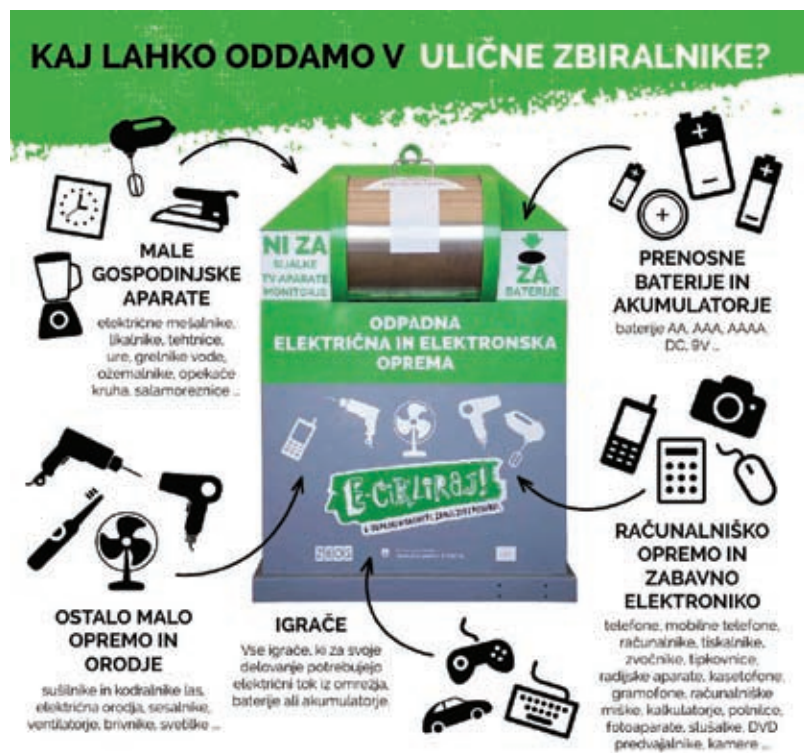 KAJ LAHKO ODDAMO V ULIČNE ZBIRALNIKE?
MALE
GOSPODINJSKE
APARATE
električne mešalnike,
likalnike, tehtnice,
ure, grelnike vode,
ožemalnike, opekače
kruha, salamoreznice ...
NI ZA
SIJALKE
TV APARATE
MONITORJE
ZA
BATERIJE
ODPADNA
ELEKTRIČNA IN ELEKTRONSKA
OPREMA
E-CIKLIRAJ!
ZEOS
PRENOSNE
BATERIJE IN
AKUMULATORJE
baterije AA, AAA, AAAA
DC, 9V ...
OSTALO MALO
OPREMO IN
ORODJE
sušilnike in kodralnike las,
električna orodja, sesalnike,
ventilatorje, brivnike, svetilke ...
IGRAČE
Vse igrače, ki za svoje
delovanje potrebujejo
električni tok iz omrežja,
baterije ali akumulatorje.
RAČUNALNIŠKO
OPREMO IN
ZABAVNO
ELEKTRONIKO
telefone, mobilne telefone,
računalnike, tiskalnike,
zvočnike, tipkovnice,
radijske aparate, kasetofone,
gramofone, računalniške
miške, kalkulatorje, polnilce,
fotoaparate, slušalke, DVD
predvajalnike, kamere ...